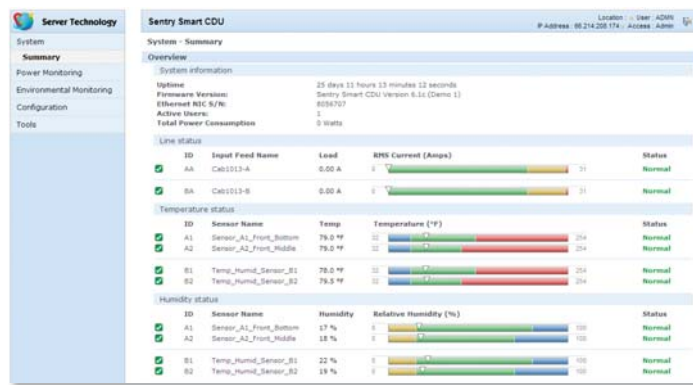 Server Technology
Sentry Smart CDU
Location : User : ADMN
IP Address : 66.214.208.174 Access : Admin
System
Summary
Power Monitoring
Environmental Monitoring
Configuration
Tools
System - Summary
Overview
System information
Uptime 25 days 11 hours 13 minutes 12 seconds
Firmware Version: Sentry Smart CDU Version 6.1c (Demo 1)
Ethernet NIC S/N: 8056707
Active Users: 1
Total Power Consumption 0 Watts
Line status
ID Input Feed Name Load RMS Current (Amps) Status
AA Cab1013-A 0.00 A 0 31 Normal
BA Cab1013-B 0.00 A 0 31 Normal
Temperature status
ID Sensor Name Temp Temperature (°F) Status
A1 Sensor_A1_Front_Bottom 79.0 °F 32 254 Normal
A2 Sensor_A2_Front_Middle 79.0 °F 32 254 Normal
B1 Temp_Humid_Sensor_B1 78.0 °F 32 254 Normal
B2 Temp_Humid_Sensor_B2 79.5 °F 32 254 Normal
Humidity status
ID Sensor Name Humidity Relative Humidity (%) Status
A1 Sensor_A1_Front_Bottom 17 % 0 100 Normal
A2 Sensor_A2_Front_Middle 18 % 0 100 Normal
B1 Temp_Humid_Sensor_B1 22 % 0 100 Normal
B2 Temp_Humid_Sensor_B2 19 % 0 100 Normal